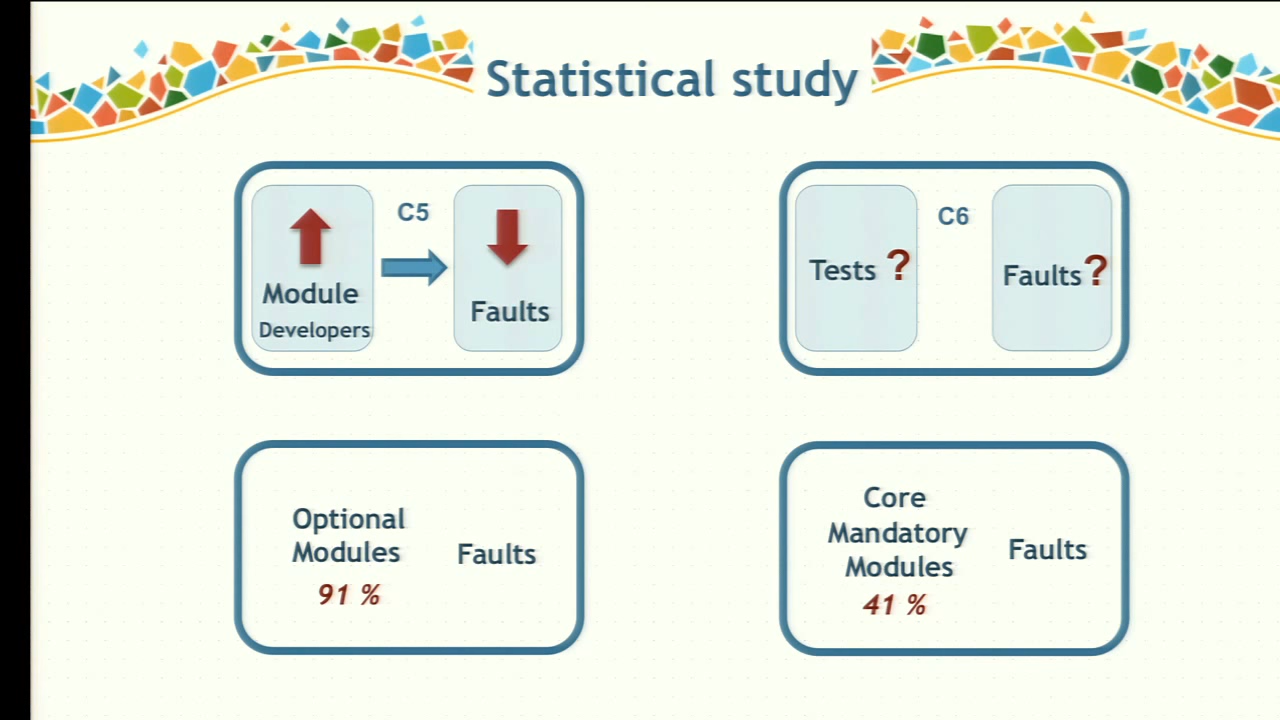 Statistical study
C5
Module
Developers
Faults
C6
Tests ?
Faults?
Optional
Modules
91 %
Faults
Core
Mandatory
Modules
41 %
Faults